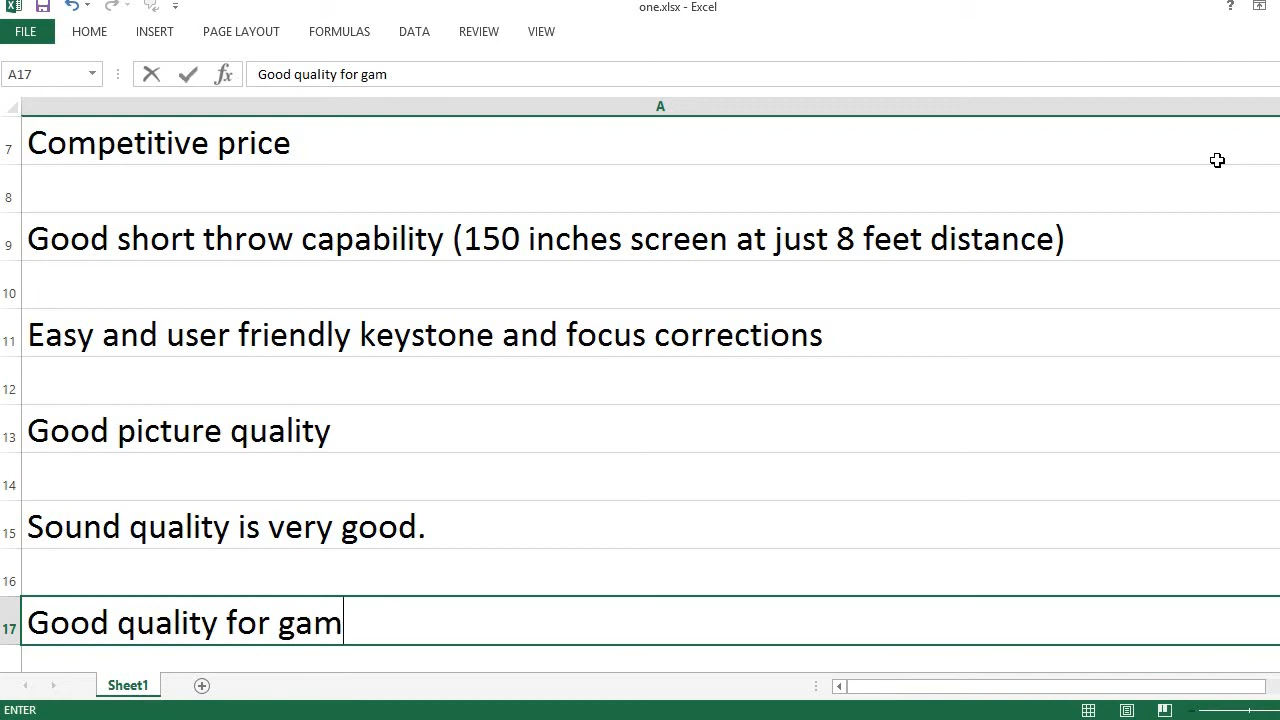 one.xlsx - Excel
?
FILE HOME INSERT PAGE LAYOUT FORMULAS DATA REVIEW VIEW
A17 fx Good quality for gam
A
7 Competitive price
8
9 Good short throw capability (150 inches screen at just 8 feet distance)
10
11 Easy and user friendly keystone and focus corrections
12
13 Good picture quality
14
15 Sound quality is very good.
16
17 Good quality for gam
Sheet1
ENTER